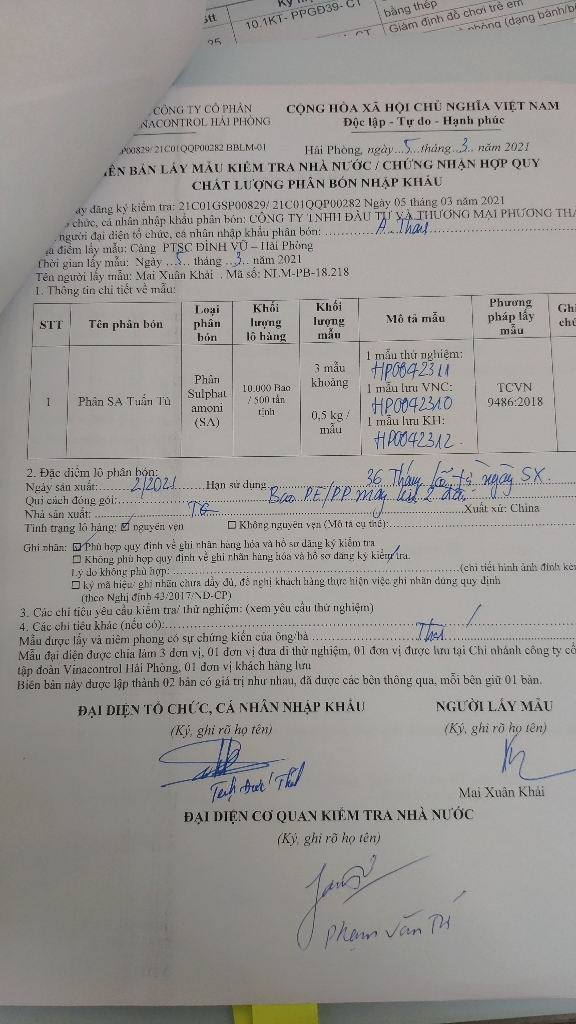 stt
10.1KT- PPGĐ39- CT
bằng thép
Giám định đồ chơi trẻ em
25
CÔNG TY CỔ PHẦN
NACONTROL HẢI PHÒNG
CỘNG HÒA XÃ HỘI CHỦ NGHĨA VIỆT NAM
Độc lập - Tự do - Hạnh phúc
P00829/ 21C01QQP00282 BBLM-01
Hải Phòng, ngày...5...tháng...3.. năm 2021
ÊN BẢN LẤY MẪU KIỂM TRA NHÀ NƯỚC / CHỨNG NHẬN HỢP QUY
CHẤT LƯỢNG PHÂN BÓN NHẬP KHẨU
ấy đăng ký kiểm tra: 21C01GSP00829/ 21C01QQP00282 Ngày 05 tháng 03 năm 2021
chức, cá nhân nhập khẩu phân bón: CÔNG TY TNHH ĐẦU TƯ VÀ THƯƠNG MẠI PHƯƠNG THA
người đại diện tổ chức, cá nhân nhập khẩu phân bón: A. Thar
a điểm lấy mẫu: Cảng PTSC ĐÌNH VŨ – Hải Phòng
Thời gian lấy mẫu: Ngày ..5.. tháng ..3.. năm 2021
Tên người lấy mẫu: Mai Xuân Khải . Mã số: NLM-PB-18.218
1. Thông tin chi tiết về mẫu:
STT
Tên phân bón
Loại phân bón
Khối lượng lô hàng
Khối lượng mẫu
Mô tả mẫu
Phương pháp lấy mẫu
Ghi chú
1
Phân SA Tuấn Tú
Phân Sulphat amoni (SA)
10.000 Bao / 500 tấn tịnh
3 mẫu khoảng 0,5 kg / mẫu
1 mẫu thử nghiệm:
HP0042311
1 mẫu lưu VNC:
HP0042310
1 mẫu lưu KH:
HP0042312.
TCVN 9486:2018
2. Đặc điểm lô phân bón:
Ngày sản xuất: 2/2021 Hạn sử dụng 36 Tháng kể từ ngày SX.
Qui cách đóng gói: Bao P.E/P.P may kín 2 đầu.
Nhà sản xuất: TQ Xuất xứ: China
Tình trạng lô hàng: ☑ nguyên vẹn ☐ Không nguyên vẹn (Mô tả cụ thể):
Ghi nhãn: ☑ Phù hợp quy định về ghi nhãn hàng hóa và hồ sơ đăng ký kiểm tra
☐ Không phù hợp quy định về ghi nhãn hàng hóa và hồ sơ đăng ký kiểm tra.
Lý do không phù hợp: (chi tiết hình ảnh đính kè
☐ ký mã hiệu/ ghi nhãn chưa đầy đủ, đề nghị khách hàng thực hiện việc ghi nhãn đúng quy định
(theo Nghị định 43/2017/NĐ-CP)
3. Các chỉ tiêu yêu cầu kiểm tra/ thử nghiệm: (xem yêu cầu thử nghiệm)
4. Các chỉ tiêu khác (nếu có): /
Mẫu được lấy và niêm phong có sự chứng kiến của ông/bà
Mẫu đại diện được chia làm 3 đơn vị, 01 đơn vị đưa đi thử nghiệm, 01 đơn vị được lưu tại Chi nhánh công ty cổ
tập đoàn Vinacontrol Hải Phòng, 01 đơn vị khách hàng lưu
Biên bản này được lập thành 02 bản có giá trị như nhau, đã được các bên thông qua, mỗi bên giữ 01 bản.
ĐẠI DIỆN TỔ CHỨC, CÁ NHÂN NHẬP KHẨU
NGƯỜI LẤY MẪU
(Ký, ghi rõ họ tên)
(Ký, ghi rõ họ tên)
Mai Xuân Khải
ĐẠI DIỆN CƠ QUAN KIỂM TRA NHÀ NƯỚC
(Ký, ghi rõ họ tên)
Phạm Văn Tú